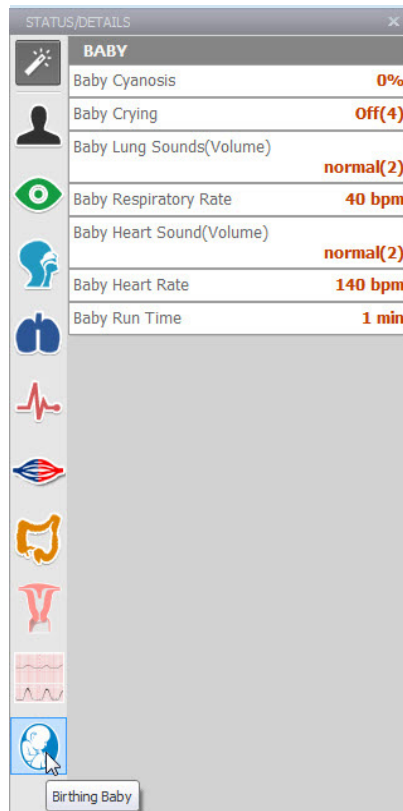 STATUS/DETAILS
BABY
Baby Cyanosis 0%
Baby Crying Off(4)
Baby Lung Sounds(Volume)
normal(2)
Baby Respiratory Rate 40 bpm
Baby Heart Sound(Volume)
normal(2)
Baby Heart Rate 140 bpm
Baby Run Time 1 min
Birthing Baby